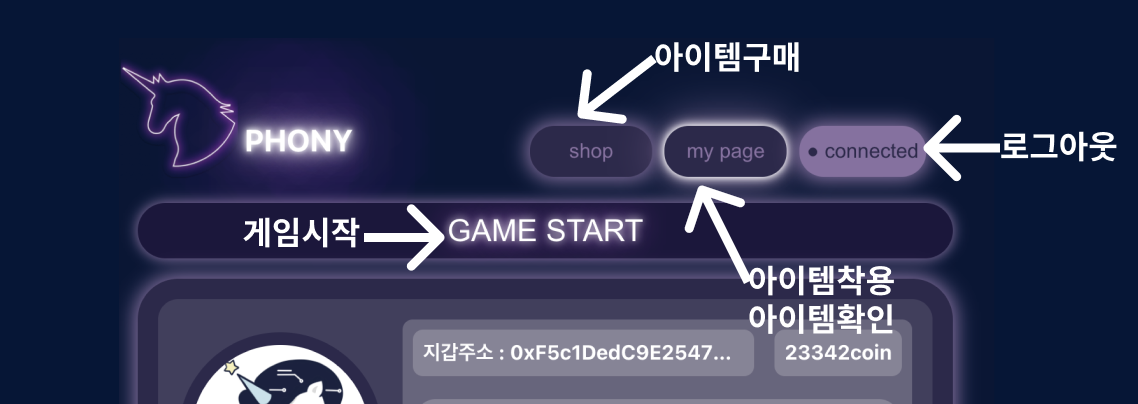 아이템구매
PHONY
shop
my page
● connected
로그아웃
게임시작
GAME START
아이템착용
아이템확인
지갑주소 : 0xF5c1DedC9E2547...
23342coin